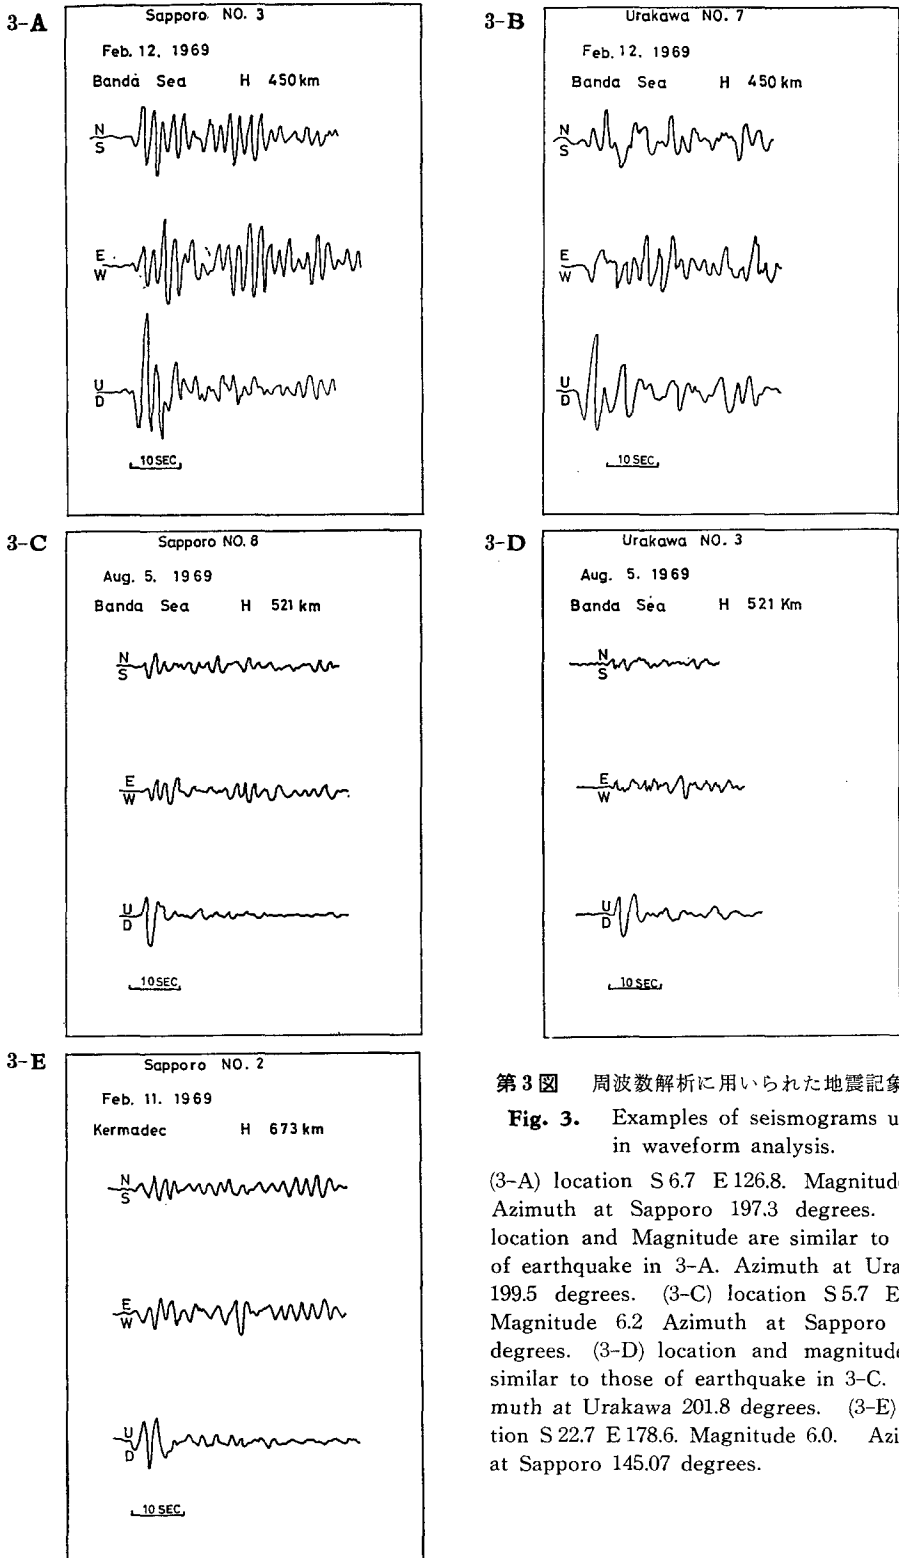 3-A
Sapporo NO. 3
Feb. 12, 1969
Banda Sea H 450 km
N
S
E
W
U
D
10 SEC
3-B
Urakawa NO. 7
Feb. 12, 1969
Banda Sea H 450 km
N
S
E
W
U
D
10 SEC
3-C
Sapporo NO. 8
Aug. 5. 1969
Banda Sea H 521 km
N
S
E
W
U
D
10 SEC
3-D
Urakawa NO. 3
Aug. 5. 1969
Banda Sea H 521 Km
N
S
E
W
U
D
10 SEC
3-E
Sapporo NO. 2
Feb. 11. 1969
Kermadec H 673 km
N
S
E
W
U
D
10 SEC
第3図 周波数解析に用いられた地震記象
Fig. 3. Examples of seismograms u
in waveform analysis.
(3-A) location S 6.7 E 126.8. Magnitud
Azimuth at Sapporo 197.3 degrees.
location and Magnitude are similar to
of earthquake in 3-A. Azimuth at Ura
199.5 degrees. (3-C) location S 5.7 E
Magnitude 6.2 Azimuth at Sapporo
degrees. (3-D) location and magnitude
similar to those of earthquake in 3-C.
muth at Urakawa 201.8 degrees. (3-E)
tion S 22.7 E 178.6. Magnitude 6.0. Azi
at Sapporo 145.07 degrees.